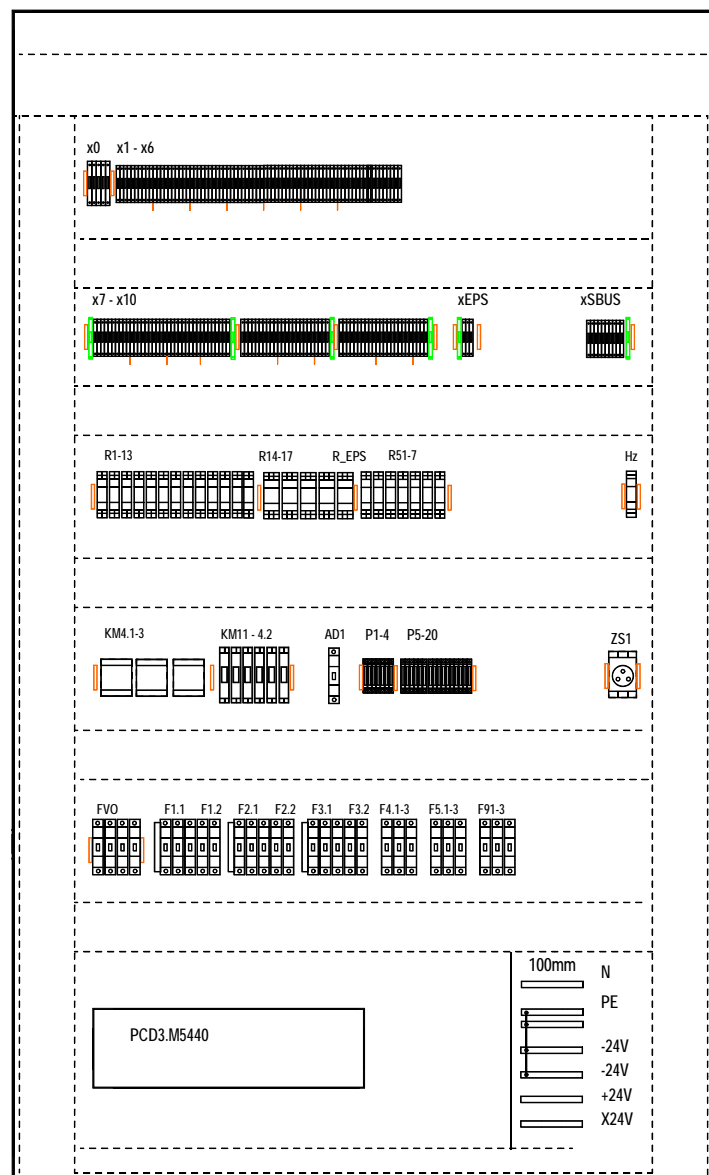 x0 x1 - x6
x7 - x10 xEPS xSBUS
R1-13 R14-17 R_EPS R51-7 Hz
KM4.1-3 KM11 - 4.2 AD1 P1-4 P5-20 ZS1
FVO F1.1 F1.2 F2.1 F2.2 F3.1 F3.2 F4.1-3 F5.1-3 F91-3
100mm N
PE
PCD3.M5440
-24V
-24V
+24V
X24V